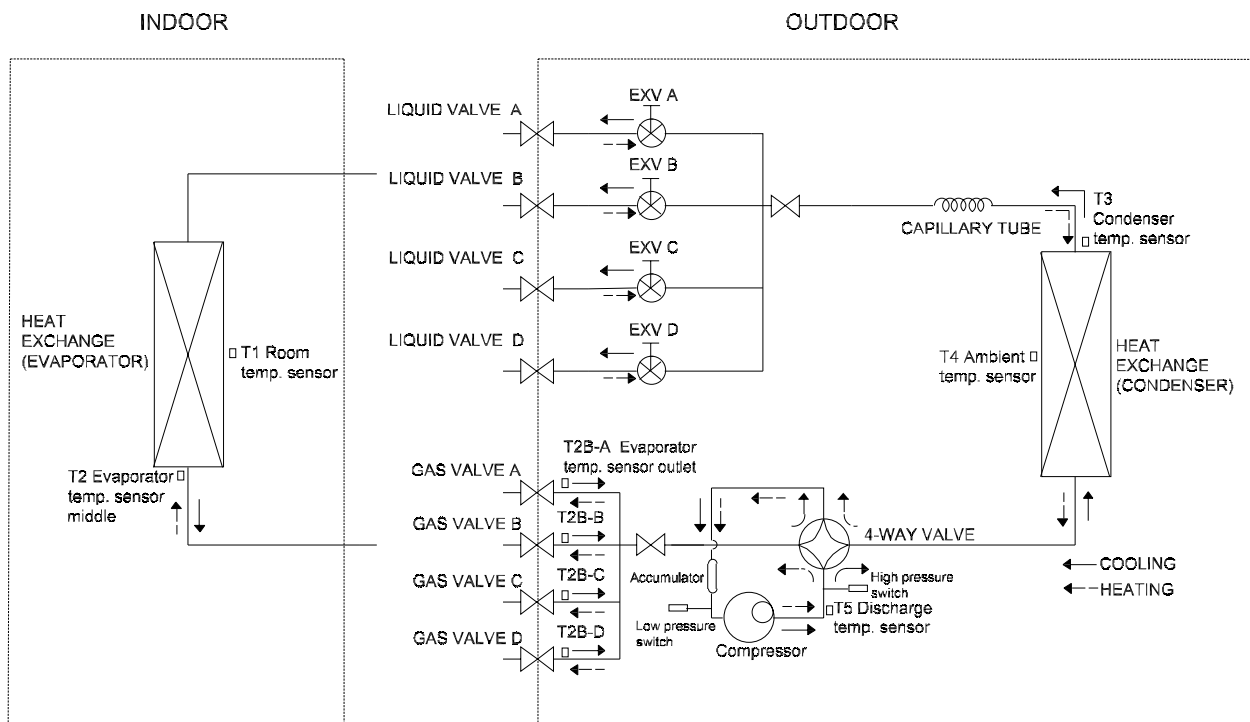 INDOOR
OUTDOOR
LIQUID VALVE A
EXV A
LIQUID VALVE B
EXV B
LIQUID VALVE C
EXV C
LIQUID VALVE D
EXV D
CAPILLARY TUBE
T3
Condenser
temp. sensor
HEAT
EXCHANGE
(EVAPORATOR)
T1 Room
temp. sensor
T4 Ambient
temp. sensor
HEAT
EXCHANGE
(CONDENSER)
T2 Evaporator
temp. sensor
middle
GAS VALVE A
T2B-A Evaporator
temp. sensor outlet
GAS VALVE B
T2B-B
GAS VALVE C
T2B-C
GAS VALVE D
T2B-D
4-WAY VALVE
Accumulator
High pressure
switch
Low pressure
switch
T5 Discharge
temp. sensor
Compressor
COOLING
HEATING